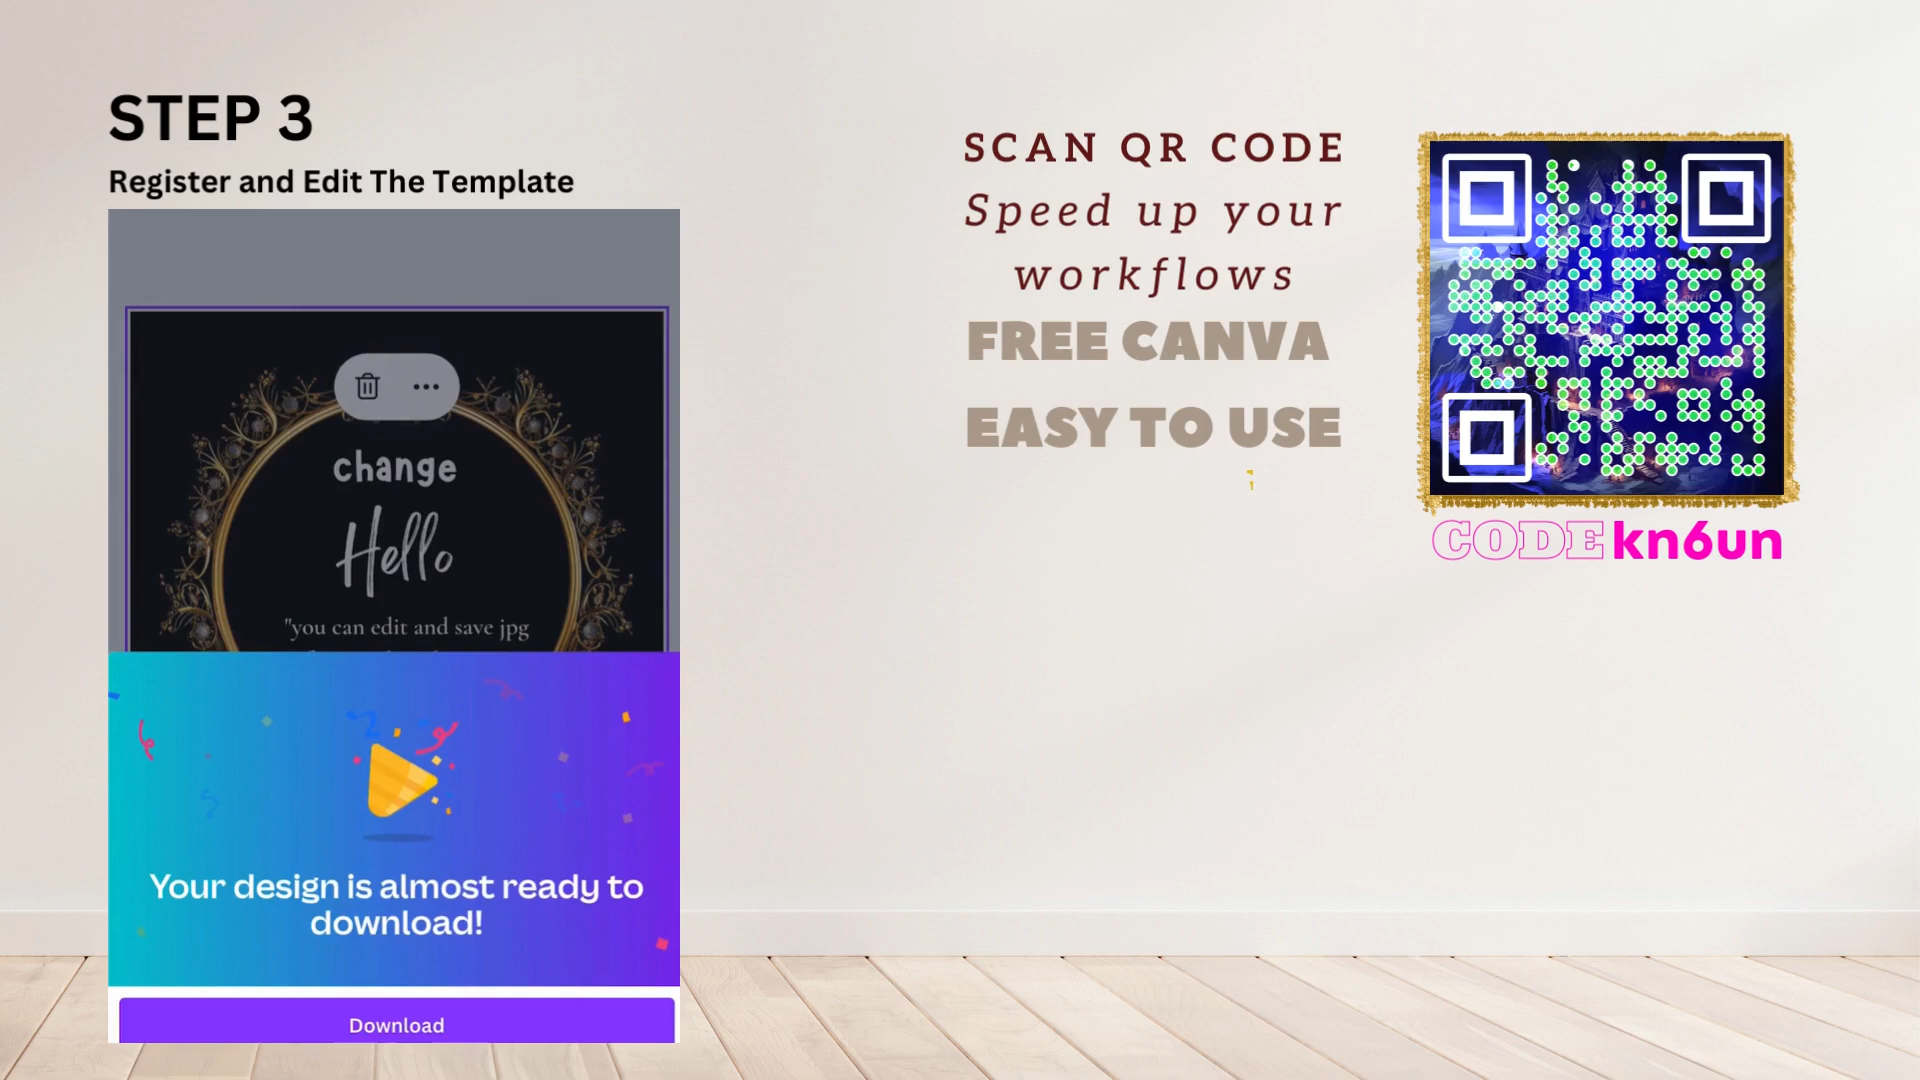 STEP 3
Register and Edit The Template
change
Hello
"you can edit and save jpg
Your design is almost ready to
download!
Download
SCAN QR CODE
Speed up your
workflows
FREE CANVA
EASY TO USE
CODE kn6un